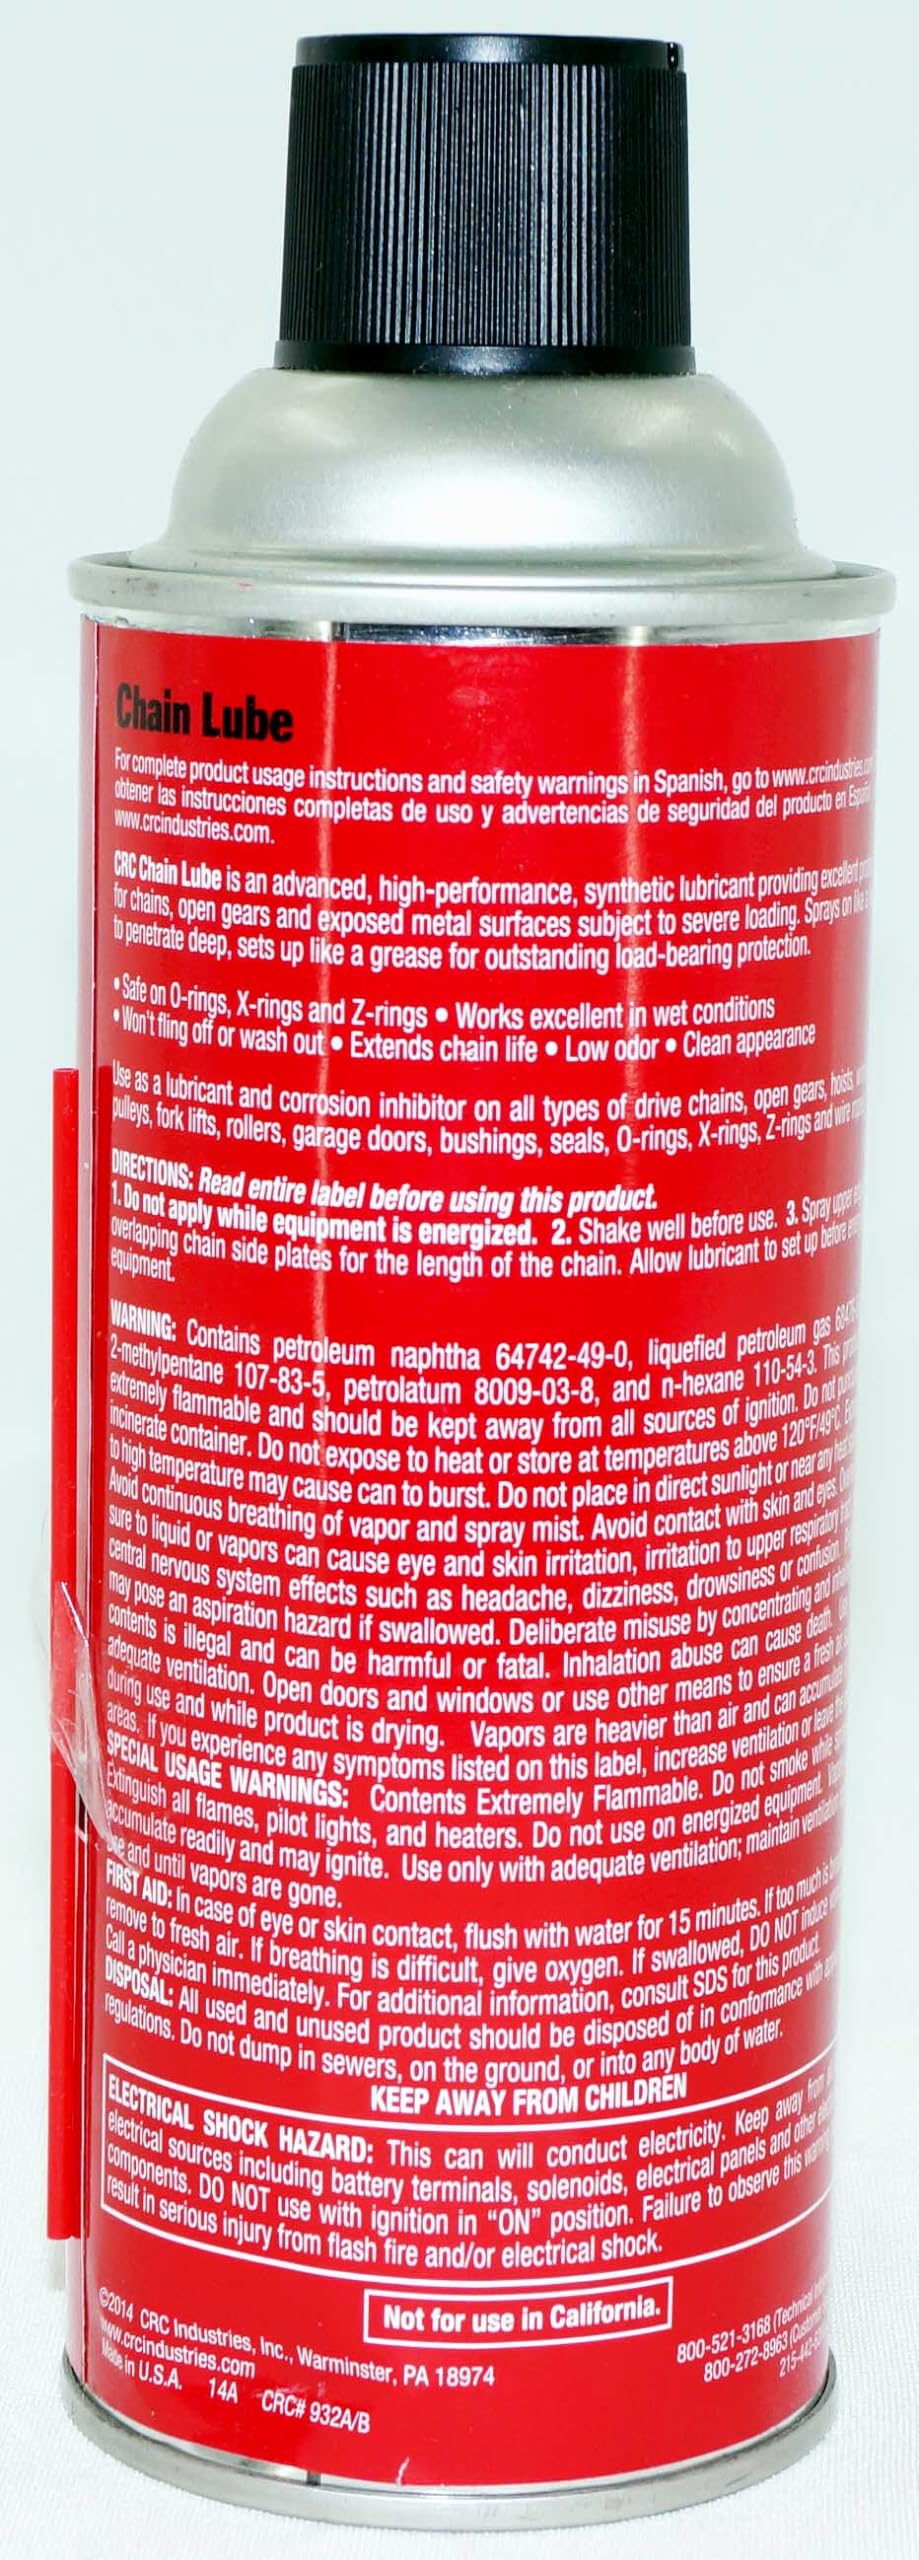 Chain Lube
For complete product usage instructions and safety warnings in Spanish, go to www.crcindustries
obtener las instrucciones completas de uso y advertencias de seguridad del producto en
www.crcindustries.com.
CRC Chain Lube is an advanced, high-performance, synthetic lubricant providing excellent
for chains, open gears and exposed metal surfaces subject to severe loading. Sprays on like
to penetrate deep, sets up like a grease for outstanding load-bearing protection.
• Safe on O-rings, X-rings and Z-rings • Works excellent in wet conditions
• Won't fling off or wash out • Extends chain life • Low odor • Clean appearance
Use as a lubricant and corrosion inhibitor on all types of drive chains, open gears, hoists,
pulleys, fork lifts, rollers, garage doors, bushings, seals, O-rings, X-rings, Z-rings and wire
DIRECTIONS: Read entire label before using this product.
1. Do not apply while equipment is energized. 2. Shake well before use. 3. Spray upper
overlapping chain side plates for the length of the chain. Allow lubricant to set up before
equipment.
WARNING: Contains petroleum naphtha 64742-49-0, liquefied petroleum gas
2-methylpentane 107-83-5, petrolatum 8009-03-8, and n-hexane 110-54-3. This
extremely flammable and should be kept away from all sources of ignition. Do not
incinerate container. Do not expose to heat or store at temperatures above 120°F/49°C.
to high temperature may cause can to burst. Do not place in direct sunlight or near any heat
Avoid continuous breathing of vapor and spray mist. Avoid contact with skin and eyes.
sure to liquid or vapors can cause eye and skin irritation, irritation to upper respiratory
central nervous system effects such as headache, dizziness, drowsiness or confusion.
may pose an aspiration hazard if swallowed. Deliberate misuse by concentrating and
contents is illegal and can be harmful or fatal. Inhalation abuse can cause death.
adequate ventilation. Open doors and windows or use other means to ensure a fresh
during use and while product is drying. Vapors are heavier than air and can accumulate
areas. If you experience any symptoms listed on this label, increase ventilation or leave
SPECIAL USAGE WARNINGS: Contents Extremely Flammable. Do not smoke while
Extinguish all flames, pilot lights, and heaters. Do not use on energized equipment.
accumulate readily and may ignite. Use only with adequate ventilation; maintain ventilation
use and until vapors are gone.
FIRST AID: In case of eye or skin contact, flush with water for 15 minutes. If too much is
remove to fresh air. If breathing is difficult, give oxygen. If swallowed, DO NOT induce
Call a physician immediately. For additional information, consult SDS for this product.
DISPOSAL: All used and unused product should be disposed of in conformance with
regulations. Do not dump in sewers, on the ground, or into any body of water.
KEEP AWAY FROM CHILDREN
ELECTRICAL SHOCK HAZARD: This can will conduct electricity. Keep away from
electrical sources including battery terminals, solenoids, electrical panels and other
components. DO NOT use with ignition in "ON" position. Failure to observe this warning
result in serious injury from flash fire and/or electrical shock.
Not for use in California.
©2014 CRC Industries, Inc., Warminster, PA 18974
www.crcindustries.com
Made in U.S.A. 14A CRC# 932A/B
800-521-3168 (Technical
800-272-8963 (Customer
215-442-